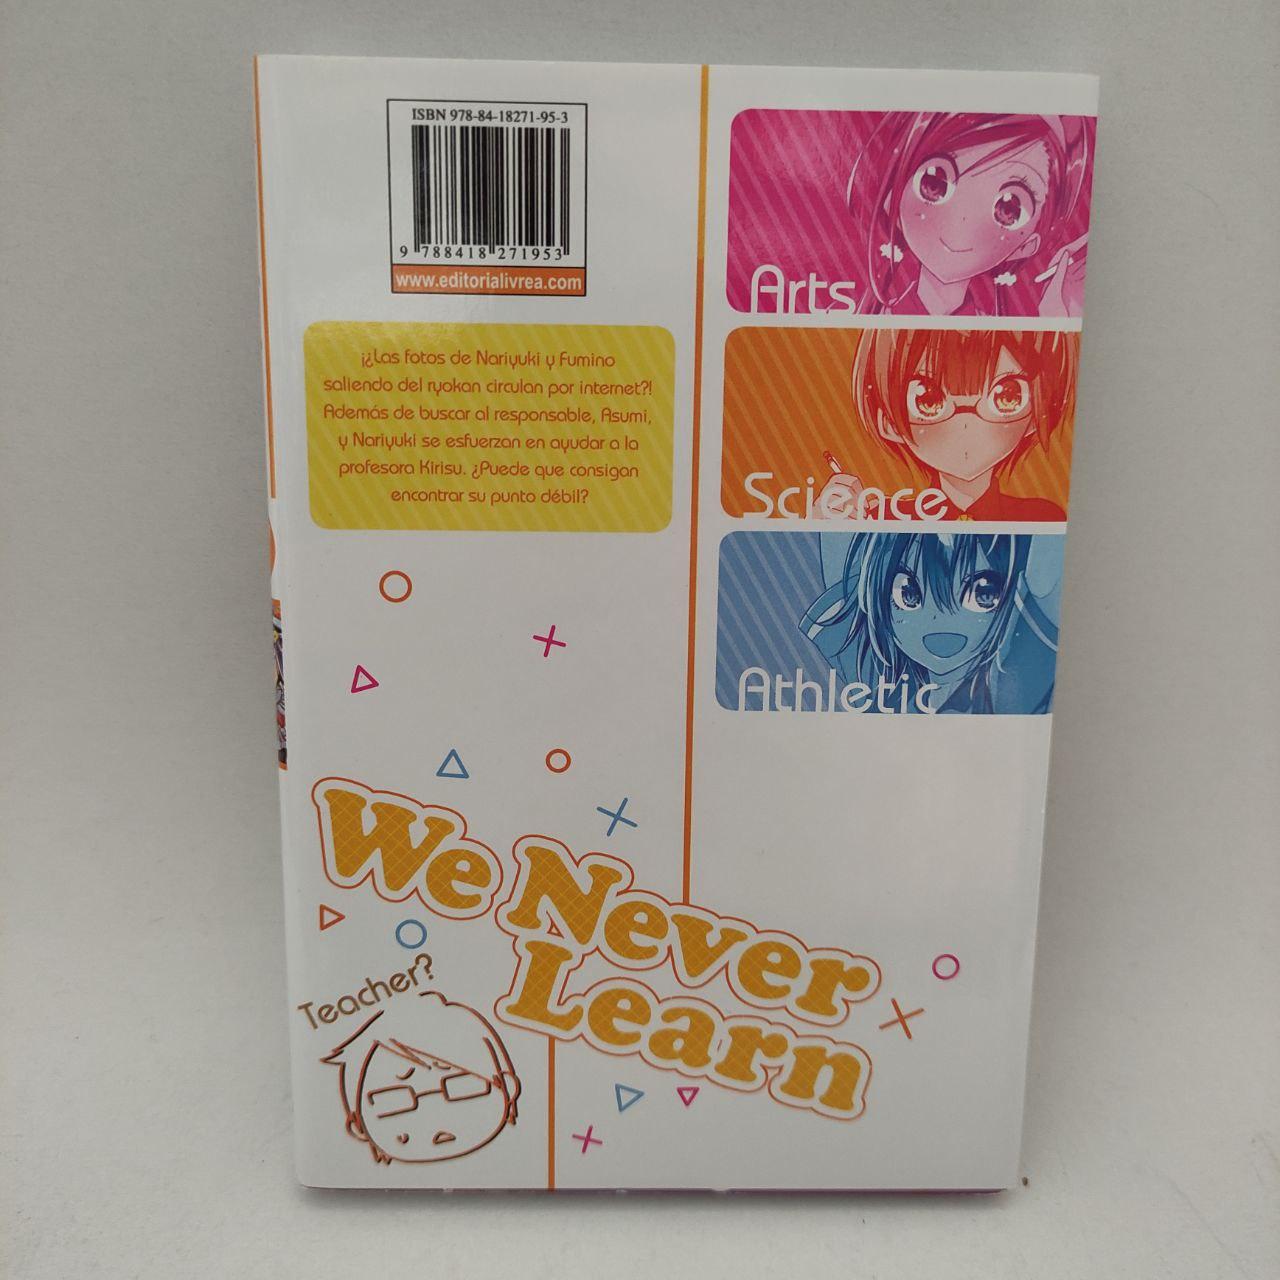 ISBN 978-84-18271-95-3
9 788418 271953
www.editorialivrea.com
¡¿Las fotos de Nariyuki y Fumino
saliendo del ryokan circulan por internet?!
Además de buscar al responsable, Asumi,
y Nariyuki se esfuerzan en ayudar a la
profesora Kirisu. ¿Puede que consigan
encontrar su punto débil?
Arts
Science
Athletic
We Never
Learn
Teacher?